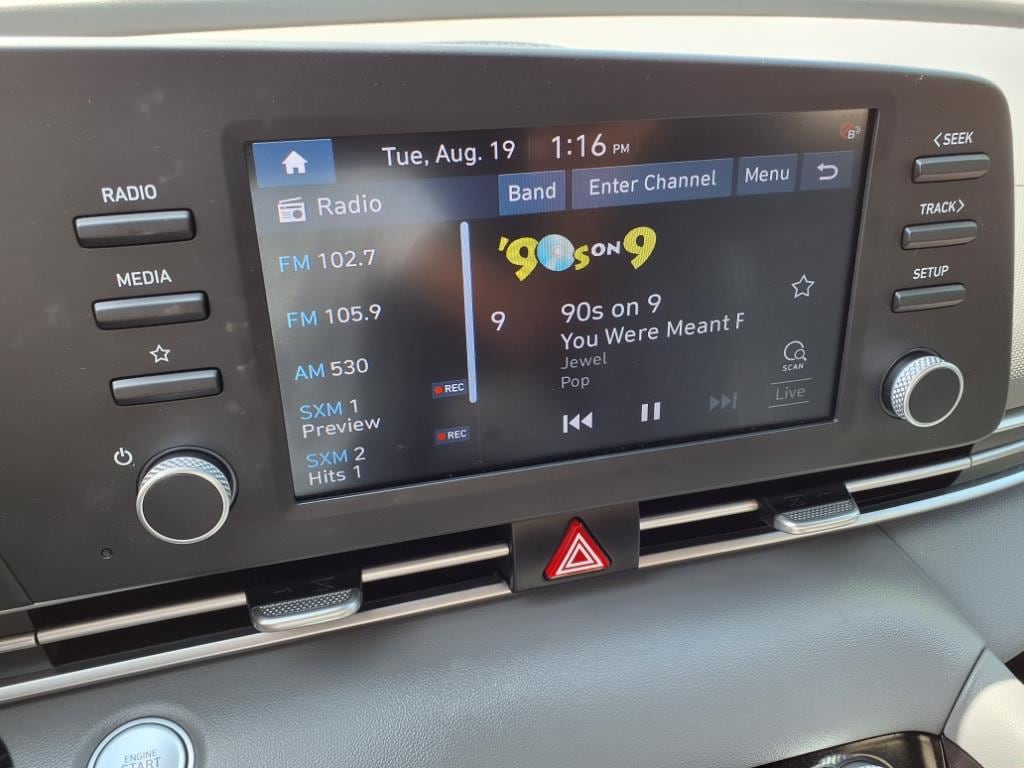 Tue, Aug. 19 1:16 PM
B
Radio
Band
Enter Channel
Menu
RADIO
MEDIA
FM 102.7
FM 105.9
AM 530
REC
SXM 1
Preview
REC
SXM 2
Hits 1
'90s ON 9
9
90s on 9
You Were Meant F
Jewel
Pop
SCAN
Live
<SEEK
TRACK>
SETUP
ENGINE
START